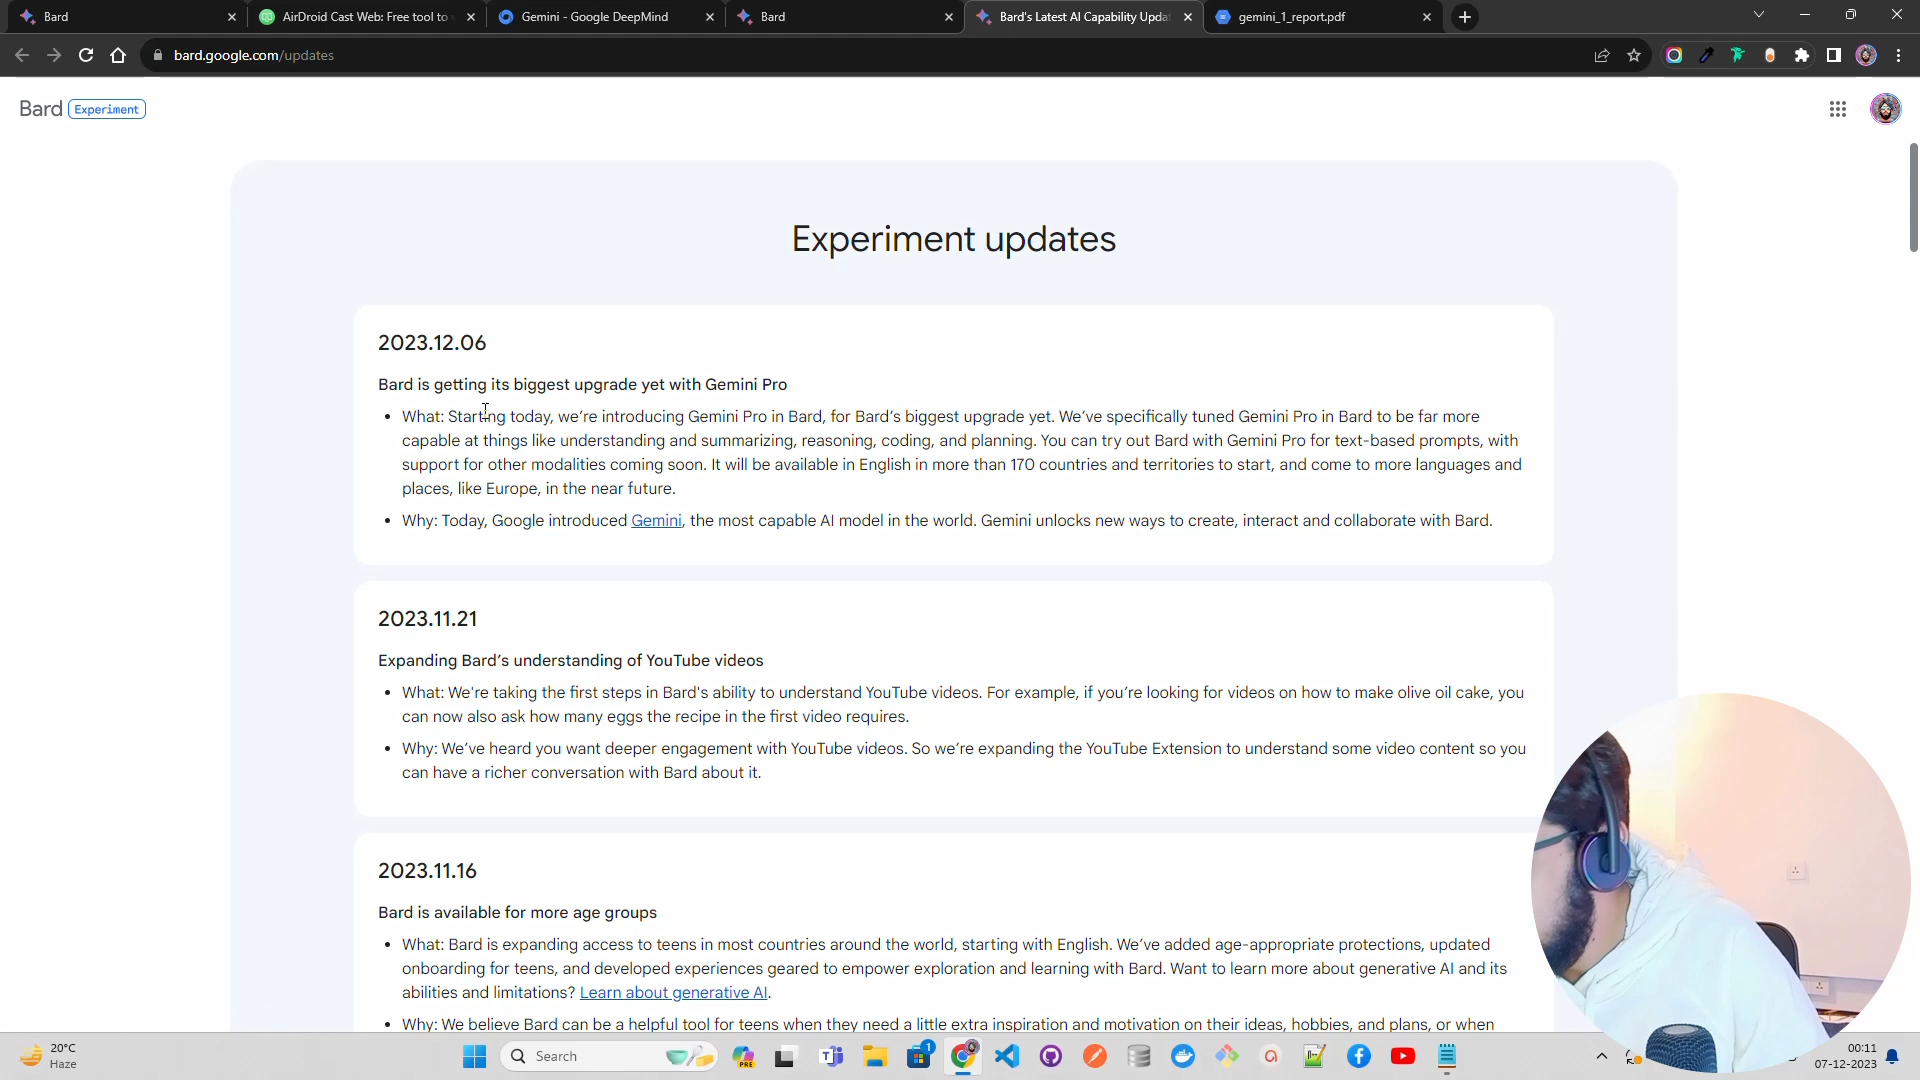 Bard
AirDroid Cast Web: Free tool to
Gemini - Google DeepMind
Bard
Bard's Latest AI Capability Upda
gemini_1_report.pdf
bard.google.com/updates
Bard Experiment
Experiment updates
2023.12.06
Bard is getting its biggest upgrade yet with Gemini Pro
• What: Starting today, we're introducing Gemini Pro in Bard, for Bard's biggest upgrade yet. We've specifically tuned Gemini Pro in Bard to be far more
capable at things like understanding and summarizing, reasoning, coding, and planning. You can try out Bard with Gemini Pro for text-based prompts, with
support for other modalities coming soon. It will be available in English in more than 170 countries and territories to start, and come to more languages and
places, like Europe, in the near future.
• Why: Today, Google introduced Gemini, the most capable AI model in the world. Gemini unlocks new ways to create, interact and collaborate with Bard.
2023.11.21
Expanding Bard's understanding of YouTube videos
• What: We're taking the first steps in Bard's ability to understand YouTube videos. For example, if you're looking for videos on how to make olive oil cake, you
can now also ask how many eggs the recipe in the first video requires.
• Why: We've heard you want deeper engagement with YouTube videos. So we're expanding the YouTube Extension to understand some video content so you
can have a richer conversation with Bard about it.
2023.11.16
Bard is available for more age groups
• What: Bard is expanding access to teens in most countries around the world, starting with English. We've added age-appropriate protections, updated
onboarding for teens, and developed experiences geared to empower exploration and learning with Bard. Want to learn more about generative AI and its
abilities and limitations? Learn about generative AI.
• Why: We believe Bard can be a helpful tool for teens when they need a little extra inspiration and motivation on their ideas, hobbies, and plans, or when
20°C
Haze
Search
PRE
1
00:11
07-12-2023